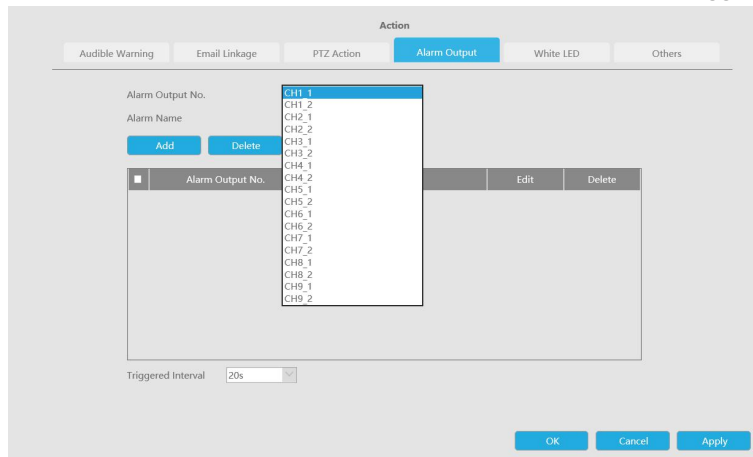 Action
Audible Warning Email Linkage PTZ Action Alarm Output White LED Others
Alarm Output No.
CH1_1
CH1_2
Alarm Name
CH2_1
CH2_2
Add Delete
CH3_1
CH3_2
CH4_1
Alarm Output No. CH4_2 Edit Delete
CH5_1
CH5_2
CH6_1
CH6_2
CH7_1
CH7_2
CH8_1
CH8_2
CH9_1
CH9_2
Triggered Interval 20s
OK Cancel Apply